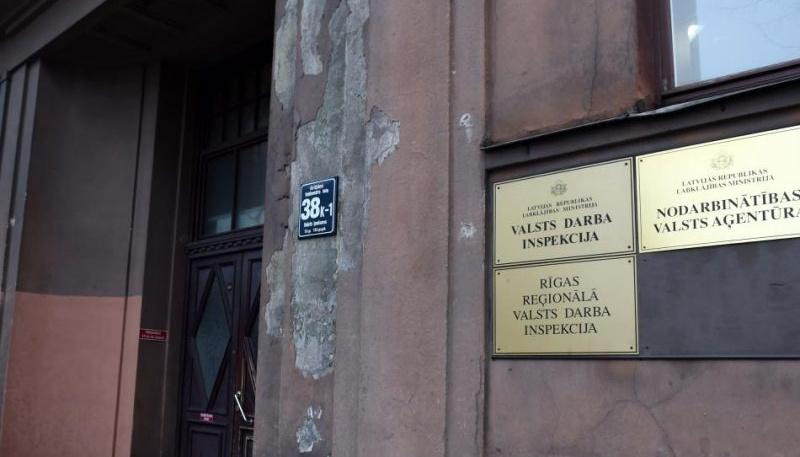 38 K-1
LATVIJAS REPUBLIKAS
LABKLĀJĪBAS MINISTRIJA
VALSTS DARBA
INSPEKCIJA
RĪGAS
REĢIONĀLĀ
VALSTS DARBA
INSPEKCIJA
LATVIJAS REPUBLIKAS
LABKLĀJĪBAS MINISTRIJA
NODARBINĀTĪBAS
VALSTS AĢENTŪRA